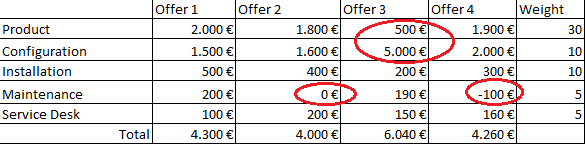 Offer 1 Offer 2 Offer 3 Offer 4 Weight
Product 2.000 € 1.800 € 500 € 1.900 € 30
Configuration 1.500 € 1.600 € 5.000 € 2.000 € 10
Installation 500 € 400 € 200 € 300 € 10
Maintenance 200 € 0 € 190 € -100 € 5
Service Desk 100 € 200 € 150 € 160 € 5
Total 4.300 € 4.000 € 6.040 € 4.260 €